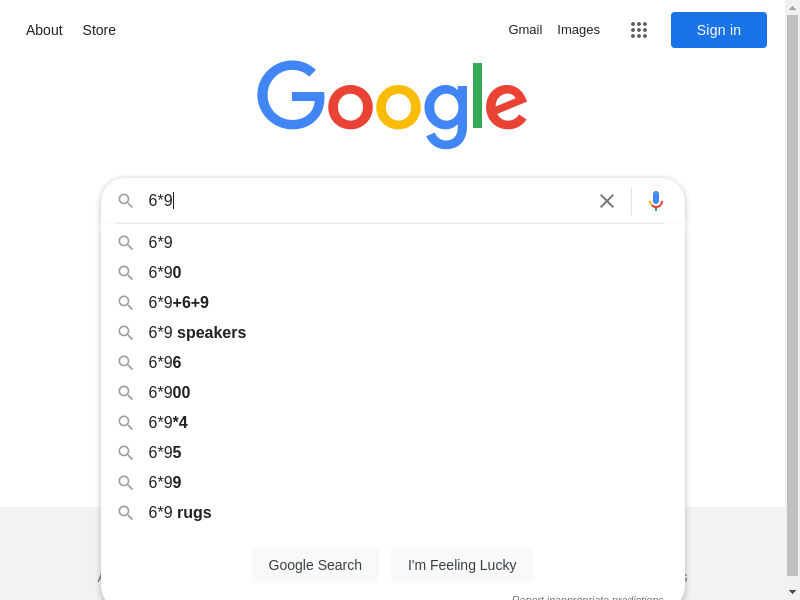 About Store Gmail Images Sign in
Google
6*9
6*9
6*90
6*9+6+9
6*9 speakers
6*96
6*900
6*9*4
6*95
6*99
6*9 rugs
Google Search I'm Feeling Lucky
Report inappropriate predictions